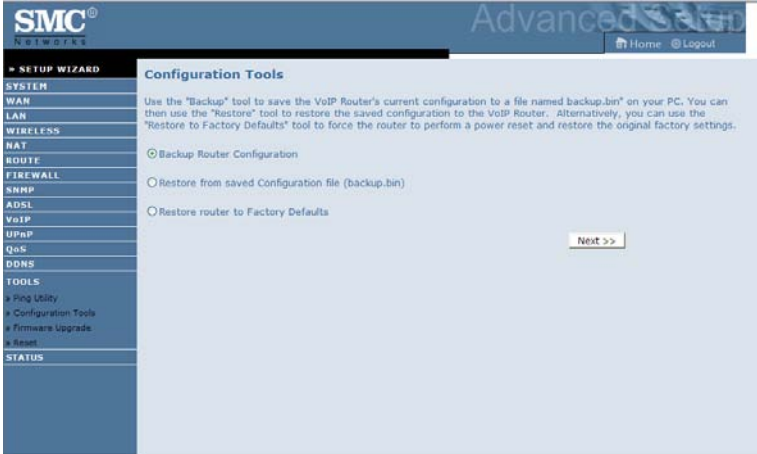 SMC®
Networks
Advanced Setup
Home Logout
» SETUP WIZARD
SYSTEM
WAN
LAN
WIRELESS
NAT
ROUTE
FIREWALL
SNMP
ADSL
VoIP
UPnP
QoS
DDNS
TOOLS
» Ping Utility
» Configuration Tools
» Firmware Upgrade
» Reset
STATUS
Configuration Tools
Use the "Backup" tool to save the VoIP Router's current configuration to a file named backup.bin" on your PC. You can
then use the "Restore" tool to restore the saved configuration to the VoIP Router. Alternatively, you can use the
"Restore to Factory Defaults" tool to force the router to perform a power reset and restore the original factory settings.
Backup Router Configuration
Restore from saved Configuration file (backup.bin)
Restore router to Factory Defaults
Next >>